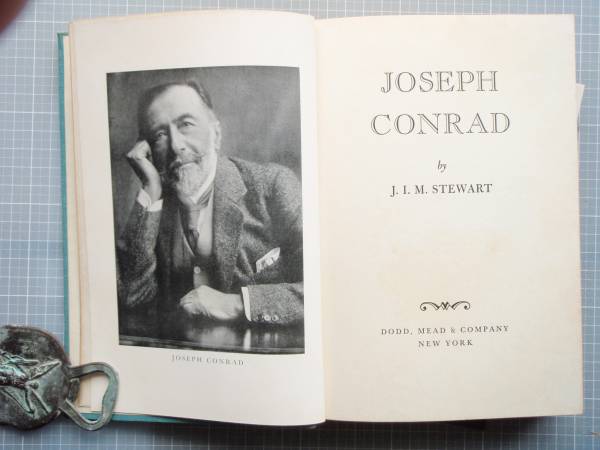 JOSEPH CONRAD
JOSEPH
CONRAD
by
J. I. M. STEWART
DODD, MEAD & COMPANY
NEW YORK